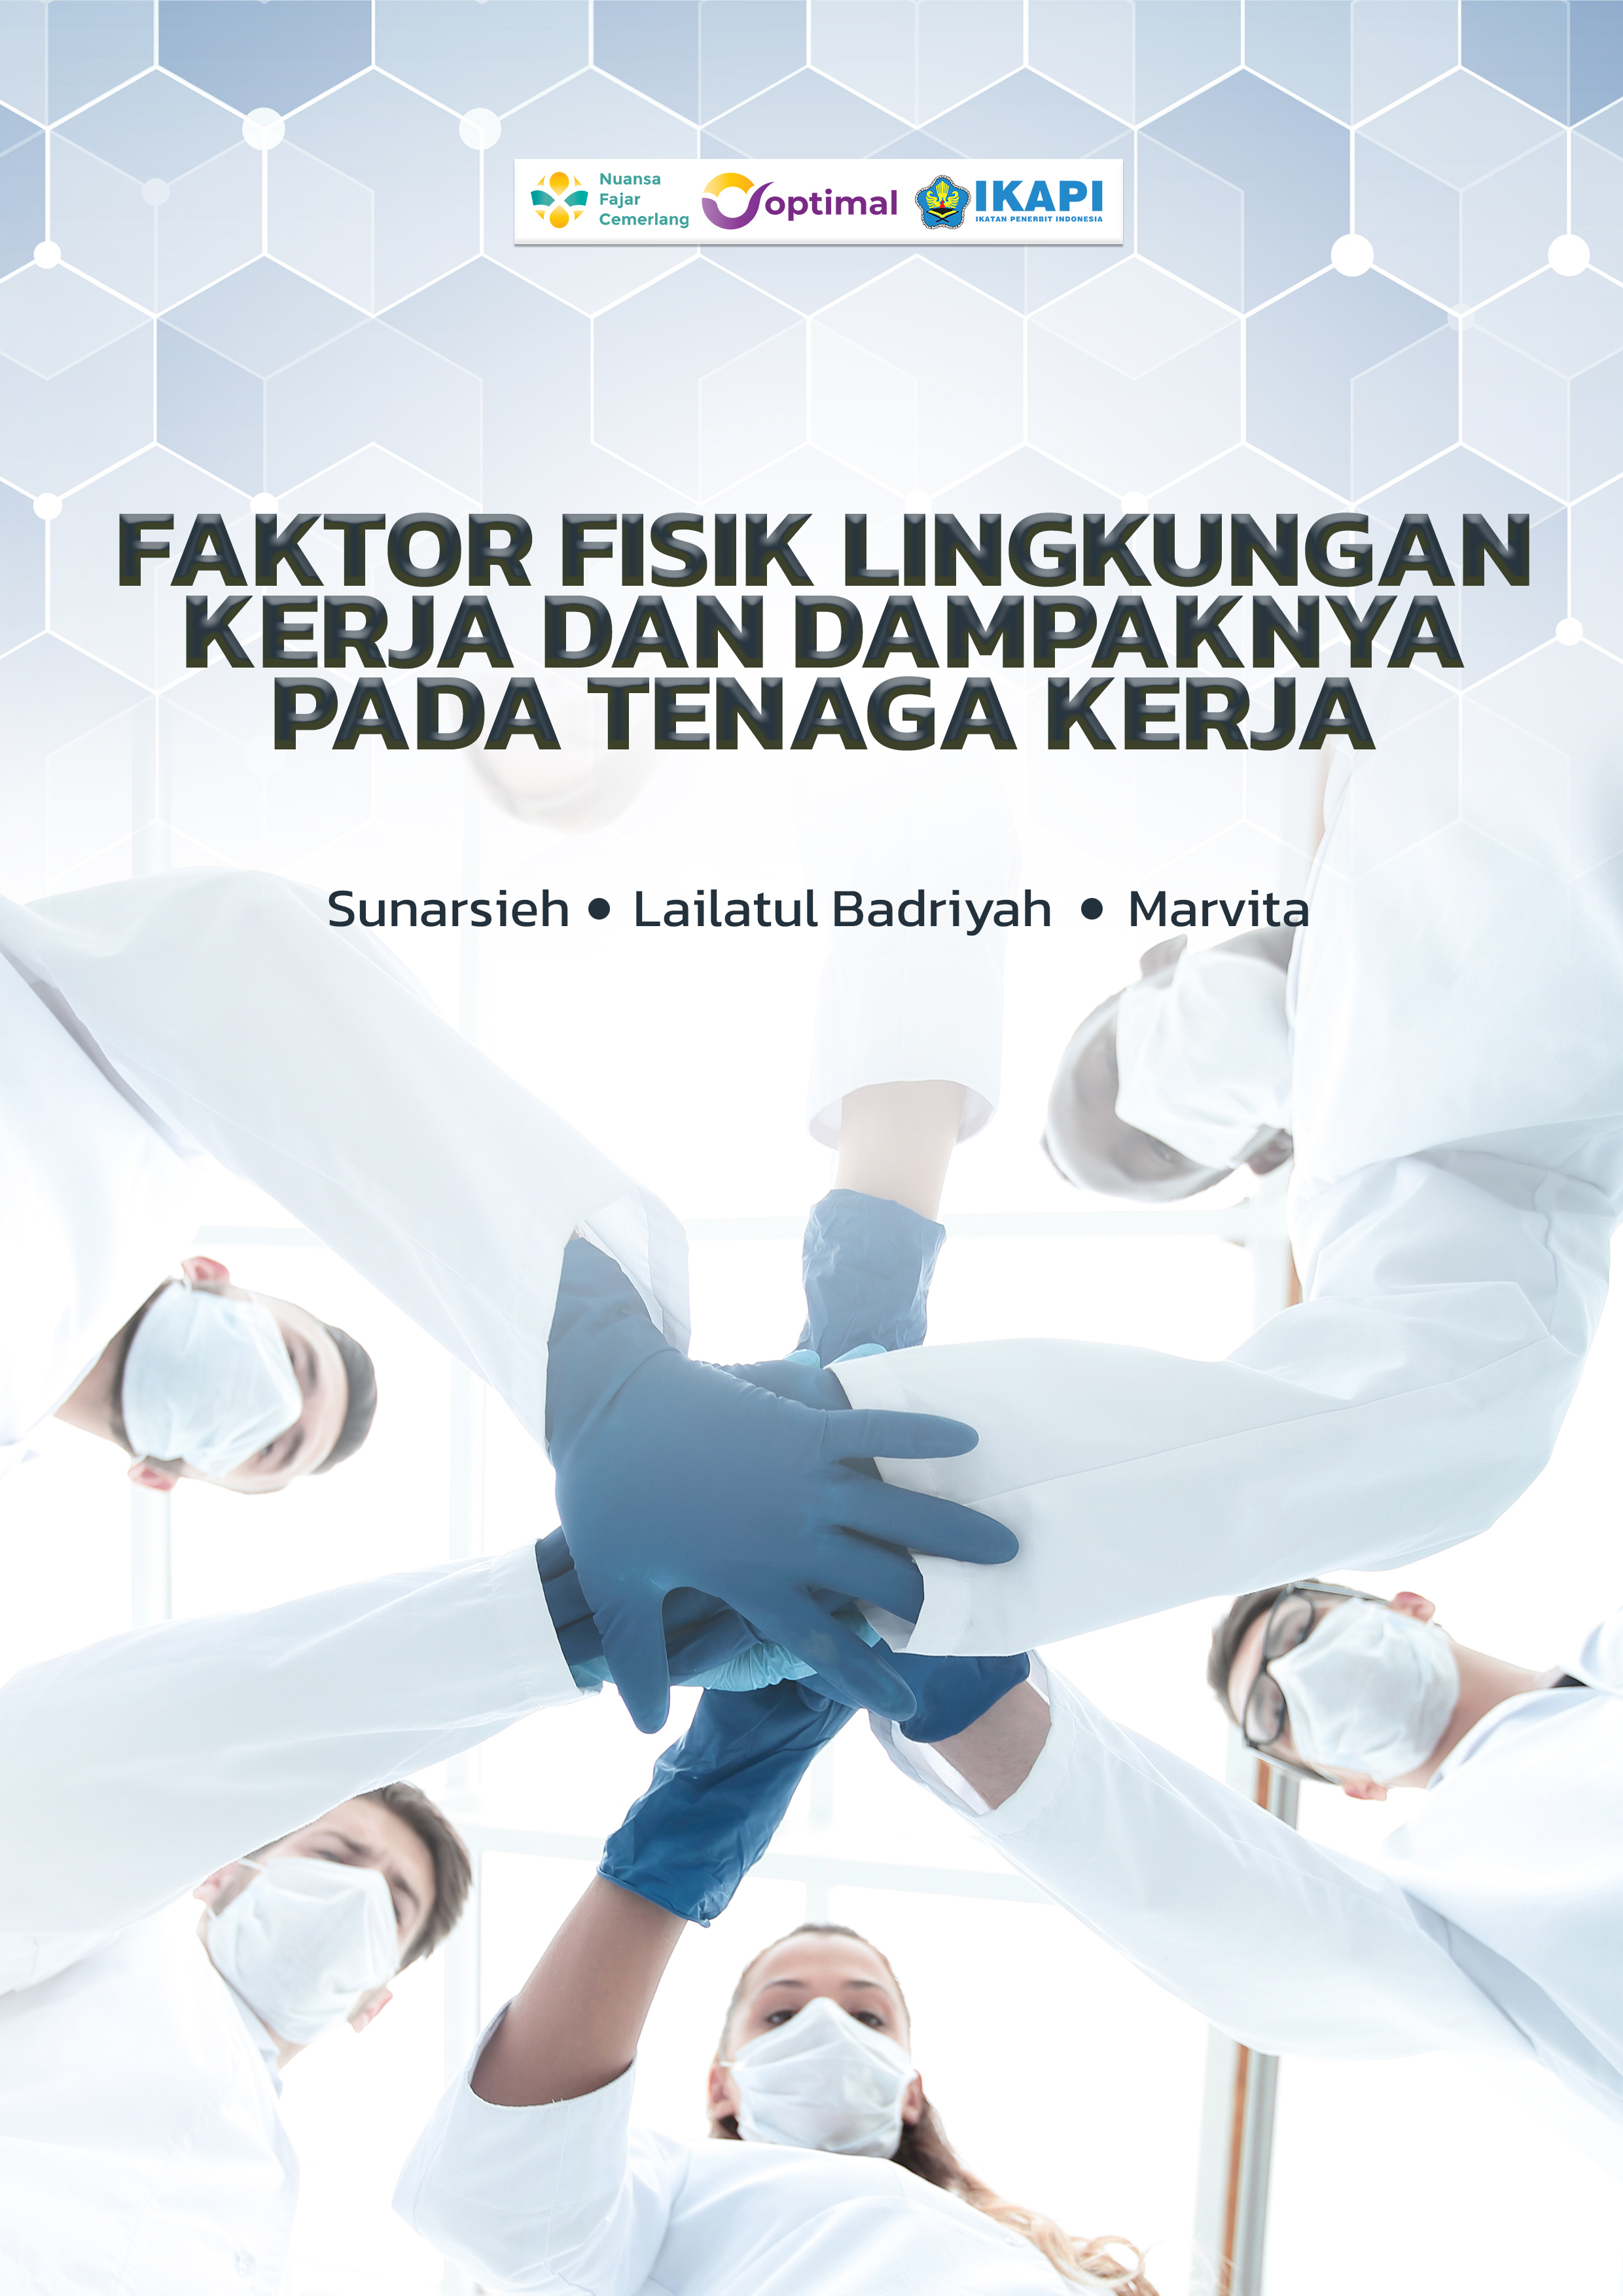 Nuansa
Fajar
Cemerlang
optimal
IKAPI
IKATAN PENERBIT INDONESIA
FAKTOR FISIK LINGKUNGAN
KERJA DAN DAMPAKNYA
PADA TENAGA KERJA
Sunarsieh • Lailatul Badriyah • Marvita